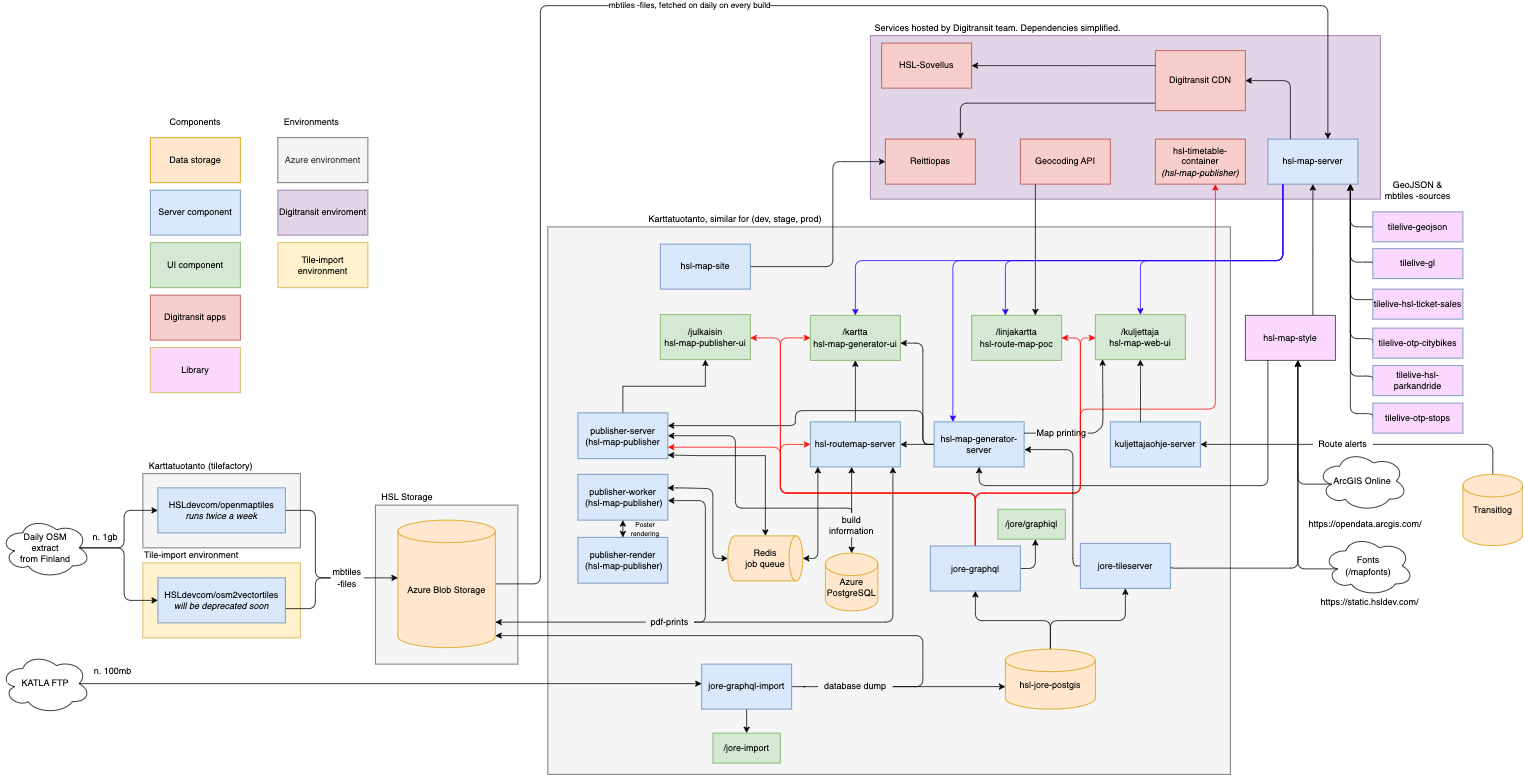 mbtiles -files, fetched on daily on every build
Services hosted by Digitransit team. Dependencies simplified.
HSL-Sovellus
Digitransit CDN
Reittiopas
Geocoding API
hsl-timetable-
container
(hsl-map-publisher)
hsl-map-server
Components
Environments
Data storage
Azure environment
Server component
Digitransit enviroment
UI component
Tile-import
environment
Digitransit apps
Library
GeoJSON &
mbtiles -sources
tilelive-geojson
tilelive-gl
tilelive-hsl-ticket-sales
tilelive-otp-citybikes
tilelive-hsl-
parkandride
tilelive-otp-stops
Karttatuotanto, similar for (dev, stage, prod)
hsl-map-site
/julkaisin
hsl-map-publisher-ui
/kartta
hsl-map-generator-ui
/linjakartta
hsl-route-map-poc
/kuljettaja
hsl-map-web-ui
hsl-map-style
publisher-server
(hsl-map-publisher
hsl-routemap-server
hsl-map-generator-
server
Map printing
kuljettajaohje-server
Route alerts
ArcGIS Online
Transitlog
https://opendata.arcgis.com/
Fonts
(/mapfonts)
https://static.hsldev.com/
publisher-worker
(hsl-map-publisher)
Poster
rendering
publisher-render
(hsl-map-publisher)
Redis
job queue
build
information
Azure
PostgreSQL
/jore/graphiql
jore-graphql
jore-tileserver
pdf-prints
hsl-jore-postgis
Karttatuotanto (tilefactory)
HSLdevcom/openmaptiles
runs twice a week
Tile-import environment
HSLdevcom/osm2vectortiles
will be deprecated soon
Daily OSM
extract
from Finland
n. 1gb
mbtiles
-files
HSL Storage
Azure Blob Storage
KATLA FTP
n. 100mb
jore-graphql-import
database dump
/jore-import